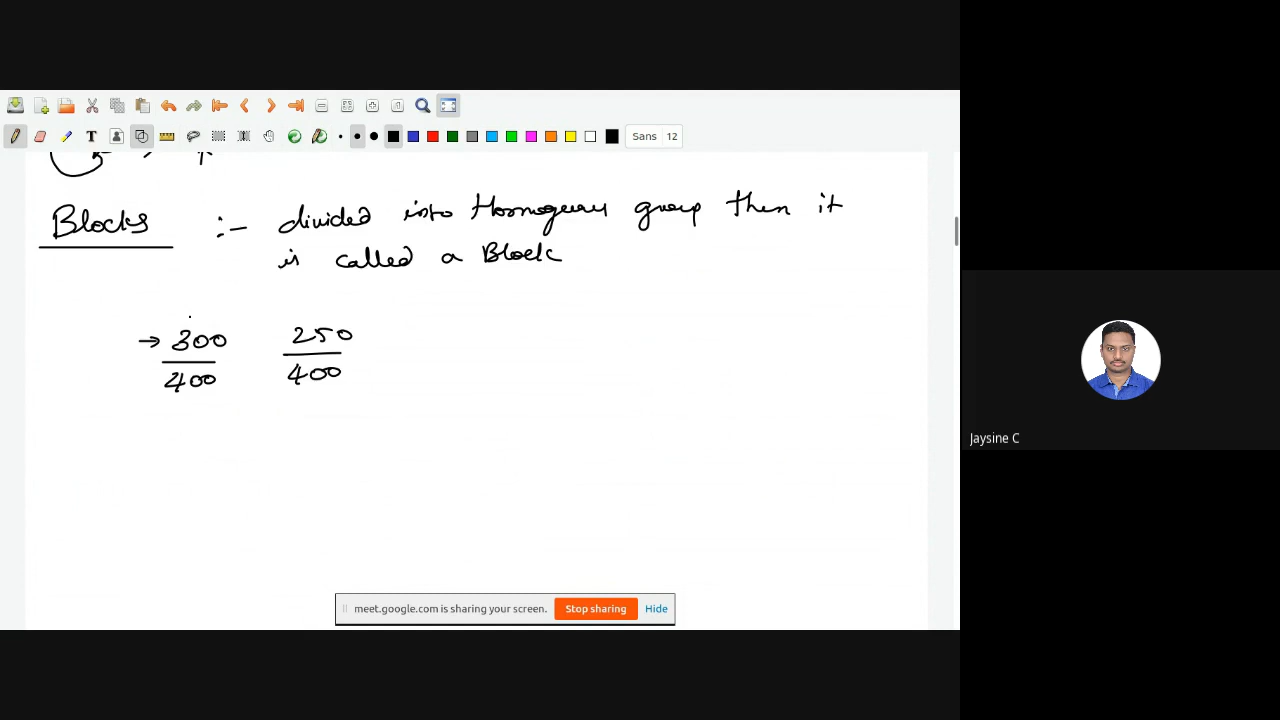 Sans 12
Blocks :- divided into Homogenous group then it
is called a Block
→ 300 250
400 400
Jaysine C
meet.google.com is sharing your screen. Stop sharing Hide